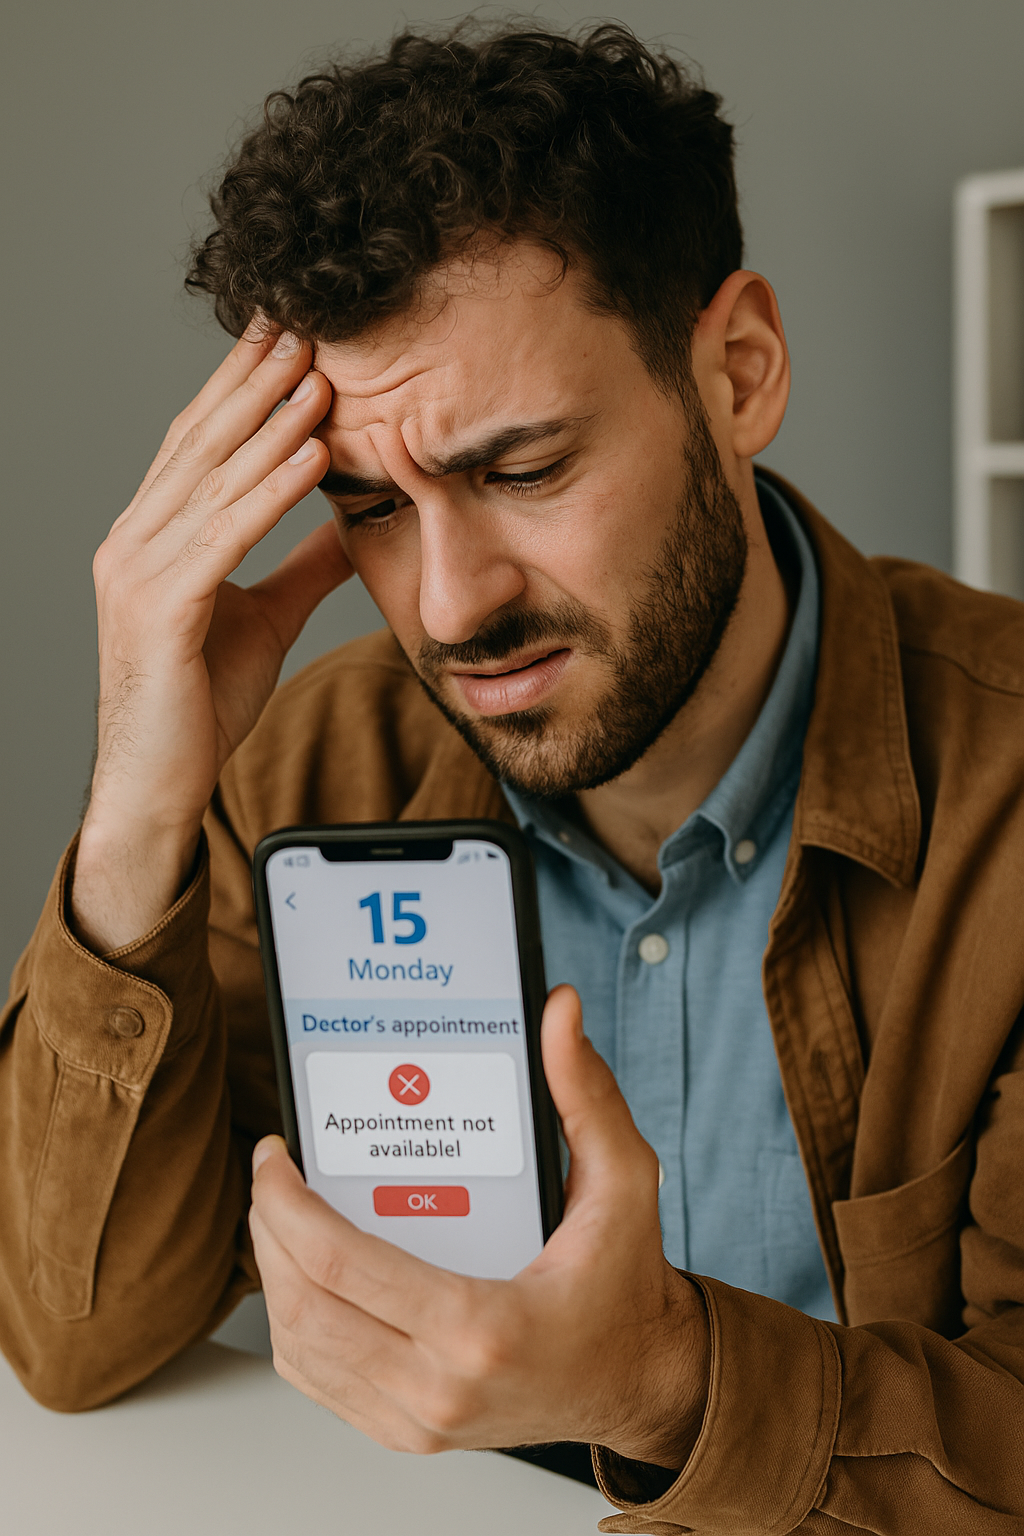 15
Monday
Dector's appointment
Appointment not
availablel
OK